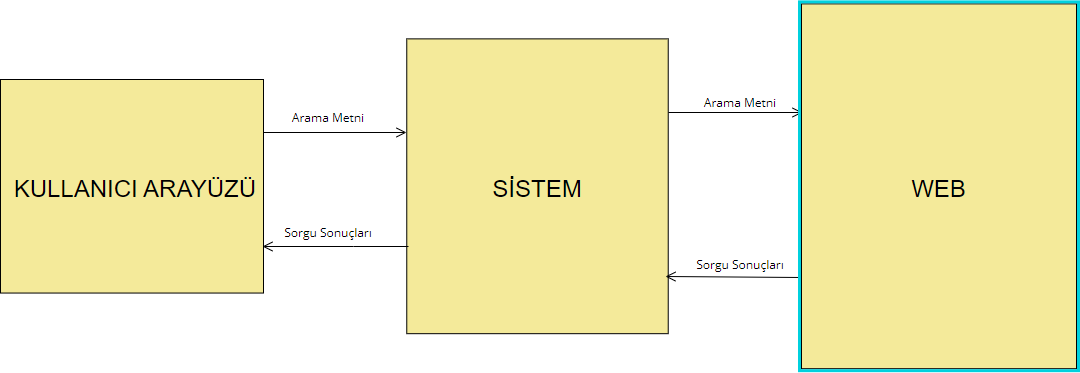 KULLANICI ARAYÜZÜ
Arama Metni
Sorgu Sonuçları
SİSTEM
Arama Metni
Sorgu Sonuçları
WEB